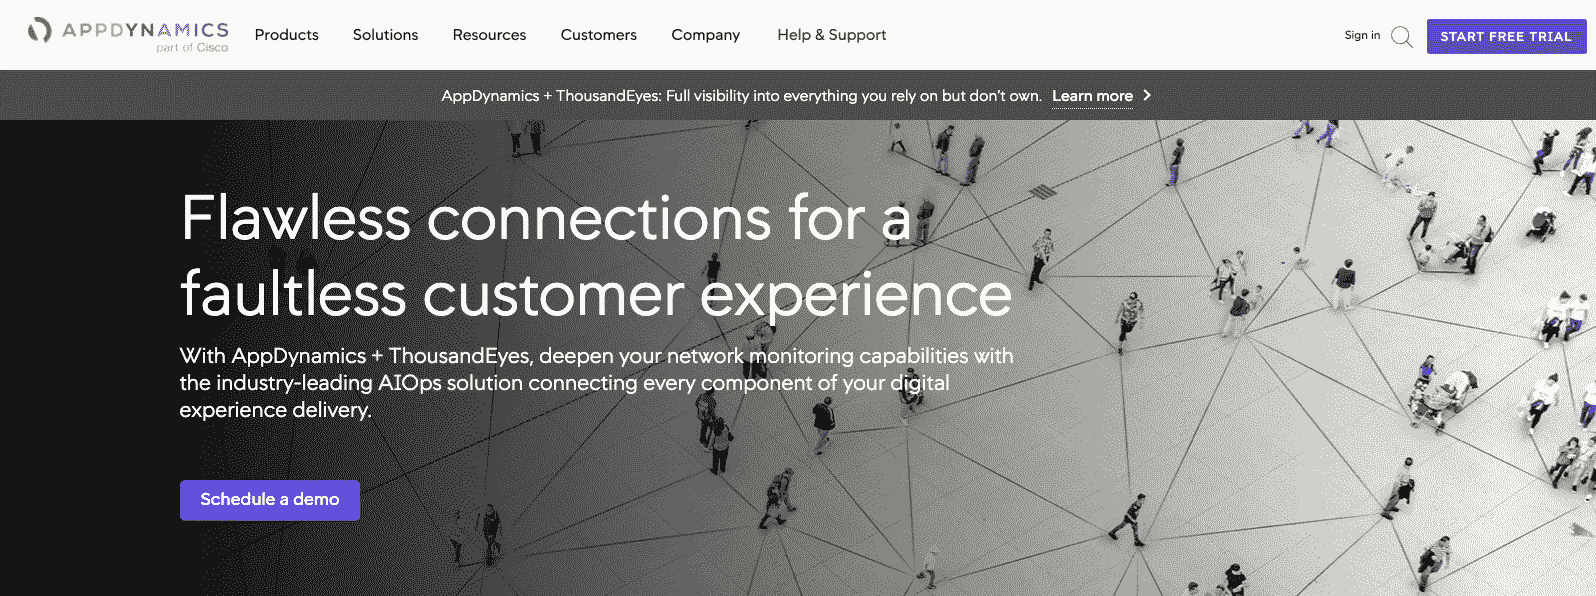 APPDYNAMICS
part of Cisco
Products
Solutions
Resources
Customers
Company
Help & Support
Sign in
START FREE TRIAL
AppDynamics + ThousandEyes: Full visibility into everything you rely on but don't own. Learn more
Flawless connections for a
faultless customer experience
With AppDynamics + ThousandEyes, deepen your network monitoring capabilities with
the industry-leading AIOps solution connecting every component of your digital
experience delivery.
Schedule a demo